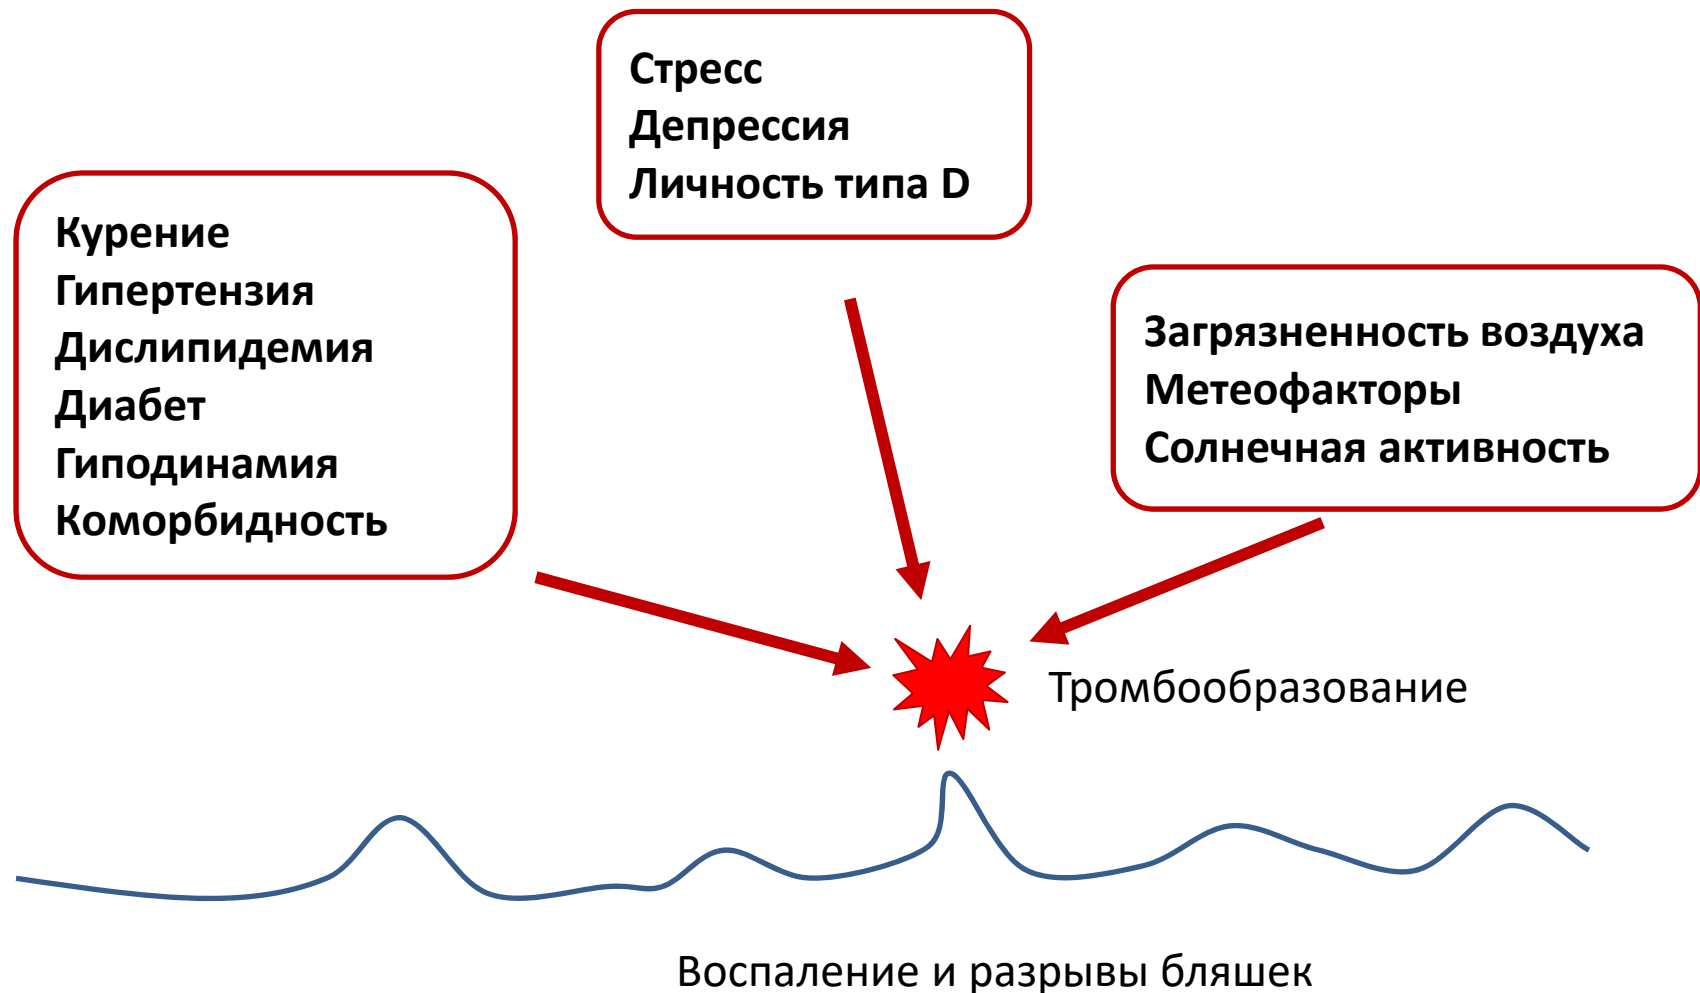 Стресс
Депрессия
Личность типа D
Курение
Гипертензия
Дислипидемия
Диабет
Гиподинамия
Коморбидность
Загрязненность воздуха
Метеофакторы
Солнечная активность
Тромбообразование
Воспаление и разрывы бляшек